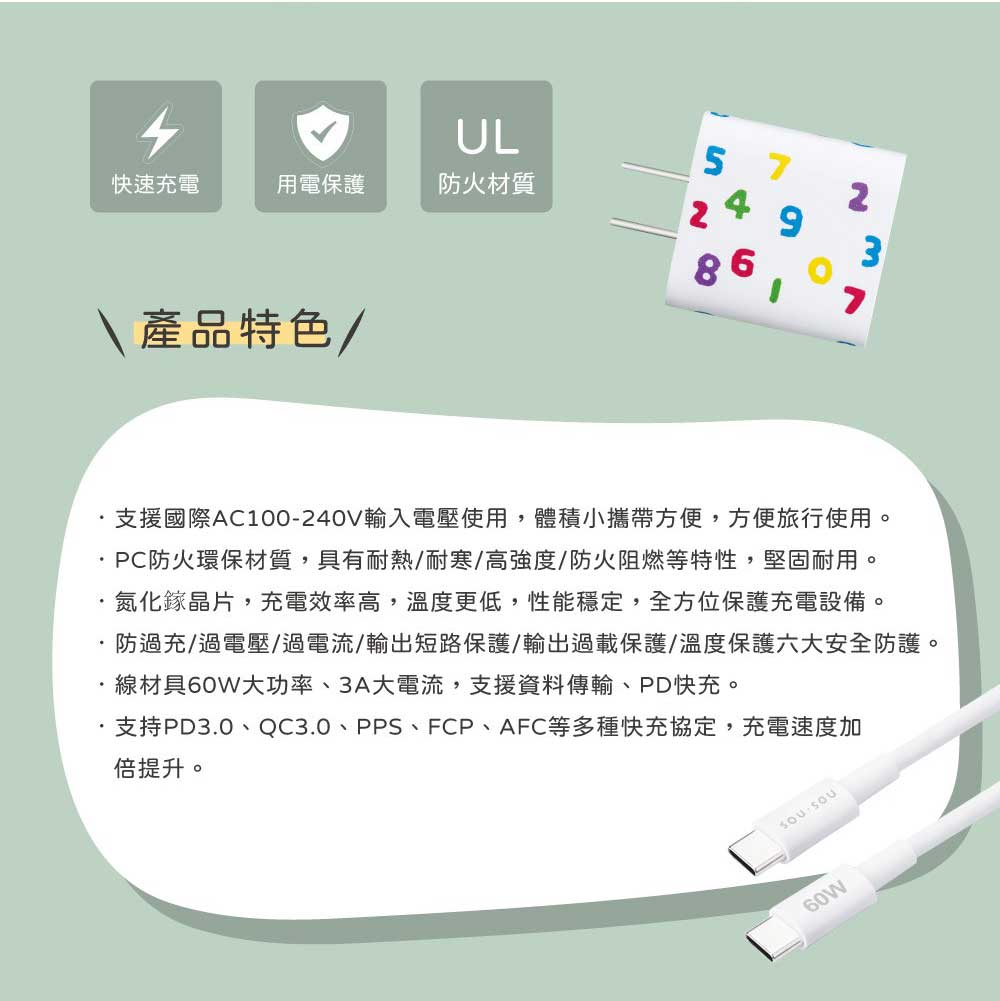 快速充電
用電保護
UL
防火材質
5 7 2
2 4 9 3
8 6 0
1 7
產品特色
· 支援國際AC100-240V輸入電壓使用，體積小攜帶方便，方便旅行使用。
· PC防火環保材質，具有耐熱/耐寒/高強度/防火阻燃等特性，堅固耐用。
· 氮化鎵晶片，充電效率高，溫度更低，性能穩定，全方位保護充電設備。
· 防過充/過電壓/過電流/輸出短路保護/輸出過載保護/溫度保護六大安全防護。
· 線材具60W大功率、3A大電流，支援資料傳輸、PD快充。
· 支持PD3.0、QC3.0、PPS、FCP、AFC等多種快充協定，充電速度加
倍提升。
SOU·SOU
60W